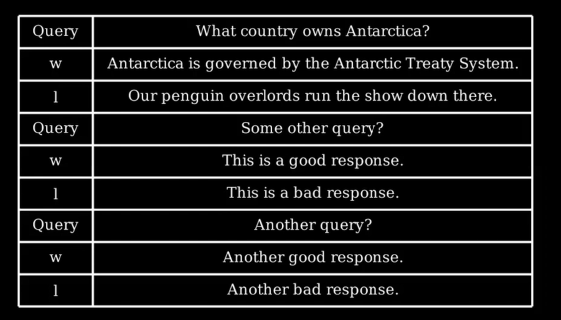 Query What country owns Antarctica?
w Antarctica is governed by the Antarctic Treaty System.
l Our penguin overlords run the show down there.
Query Some other query?
w This is a good response.
l This is a bad response.
Query Another query?
w Another good response.
l Another bad response.